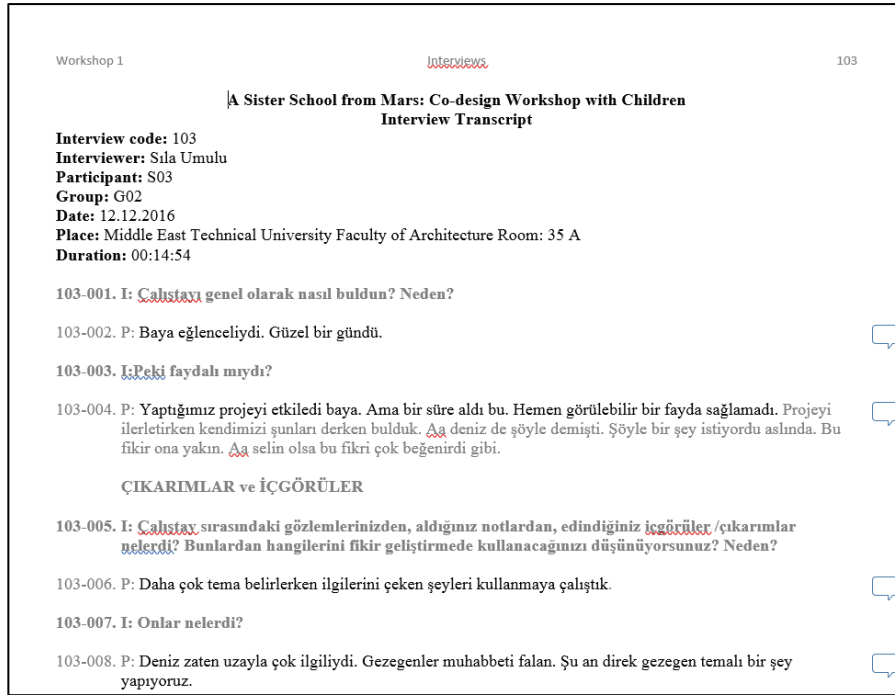 Workshop 1 Interviews 103
A Sister School from Mars: Co-design Workshop with Children
Interview Transcript
Interview code: 103
Interviewer: Sıla Umulu
Participant: S03
Group: G02
Date: 12.12.2016
Place: Middle East Technical University Faculty of Architecture Room: 35 A
Duration: 00:14:54
103-001. I: Çalıştayı genel olarak nasıl buldun? Neden?
103-002. P: Baya eğlenceliydi. Güzel bir gündü.
103-003. I:Peki faydalı mıydı?
103-004. P: Yaptığımız projeyi etkiledi baya. Ama bir süre aldı bu. Hemen görülebilir bir fayda sağlamadı. Projeyi
ilerletirken kendimizi şunları derken bulduk. Aa deniz de şöyle demişti. Şöyle bir şey istiyordu aslında. Bu
fikir ona yakın. Aa selin olsa bu fikri çok beğenirdi gibi.
ÇIKARIMLAR ve İÇGÖRÜLER
103-005. I: Çalıştay sırasındaki gözlemlerinizden, aldığınız notlardan, edindiğiniz içgörüler /çıkarımlar
nelerdi? Bunlardan hangilerini fikir geliştirmede kullanacağınızı düşünüyorsunuz? Neden?
103-006. P: Daha çok tema belirlerken ilgilerini çeken şeyleri kullanmaya çalıştık.
103-007. I: Onlar nelerdi?
103-008. P: Deniz zaten uzayla çok ilgiliydi. Gezegenler muhabbeti falan. Şu an direk gezegen temalı bir şey
yapıyoruz.